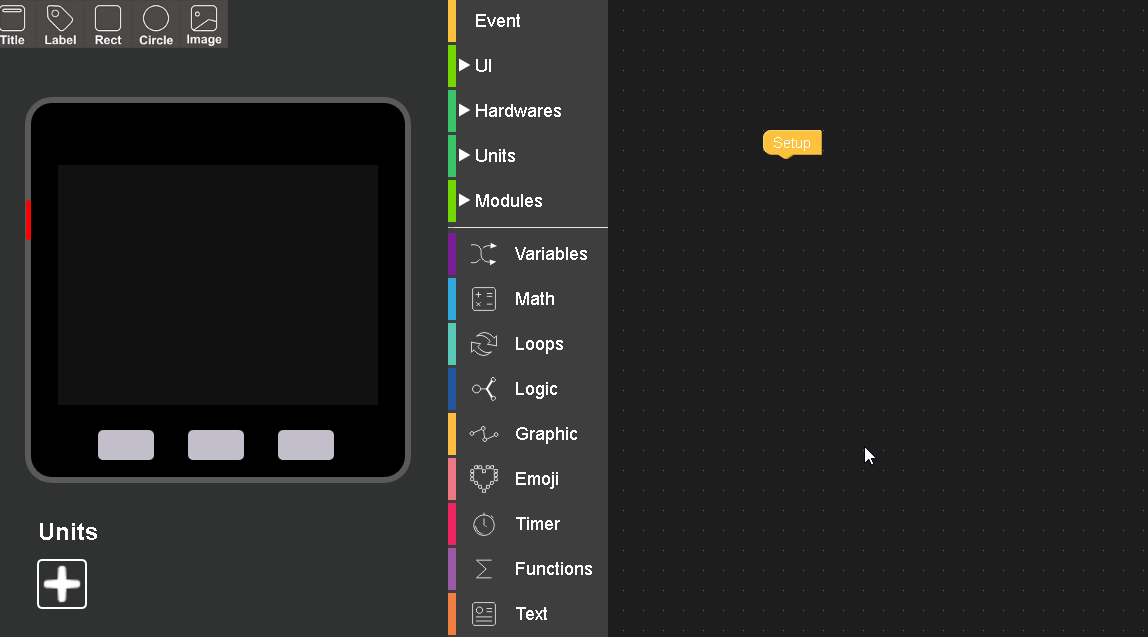 Title Label Rect Circle Image
Event
UI
Hardwares
Units
Modules
Setup
Variables
Math
Loops
Logic
Graphic
Emoji
Timer
Functions
Text
Units